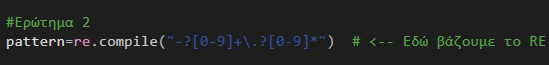 #Ερώτημα 2
pattern=re.compile("-?[0-9]+\.?[0-9]*")  # <-- Εδώ βάζουμε το RE